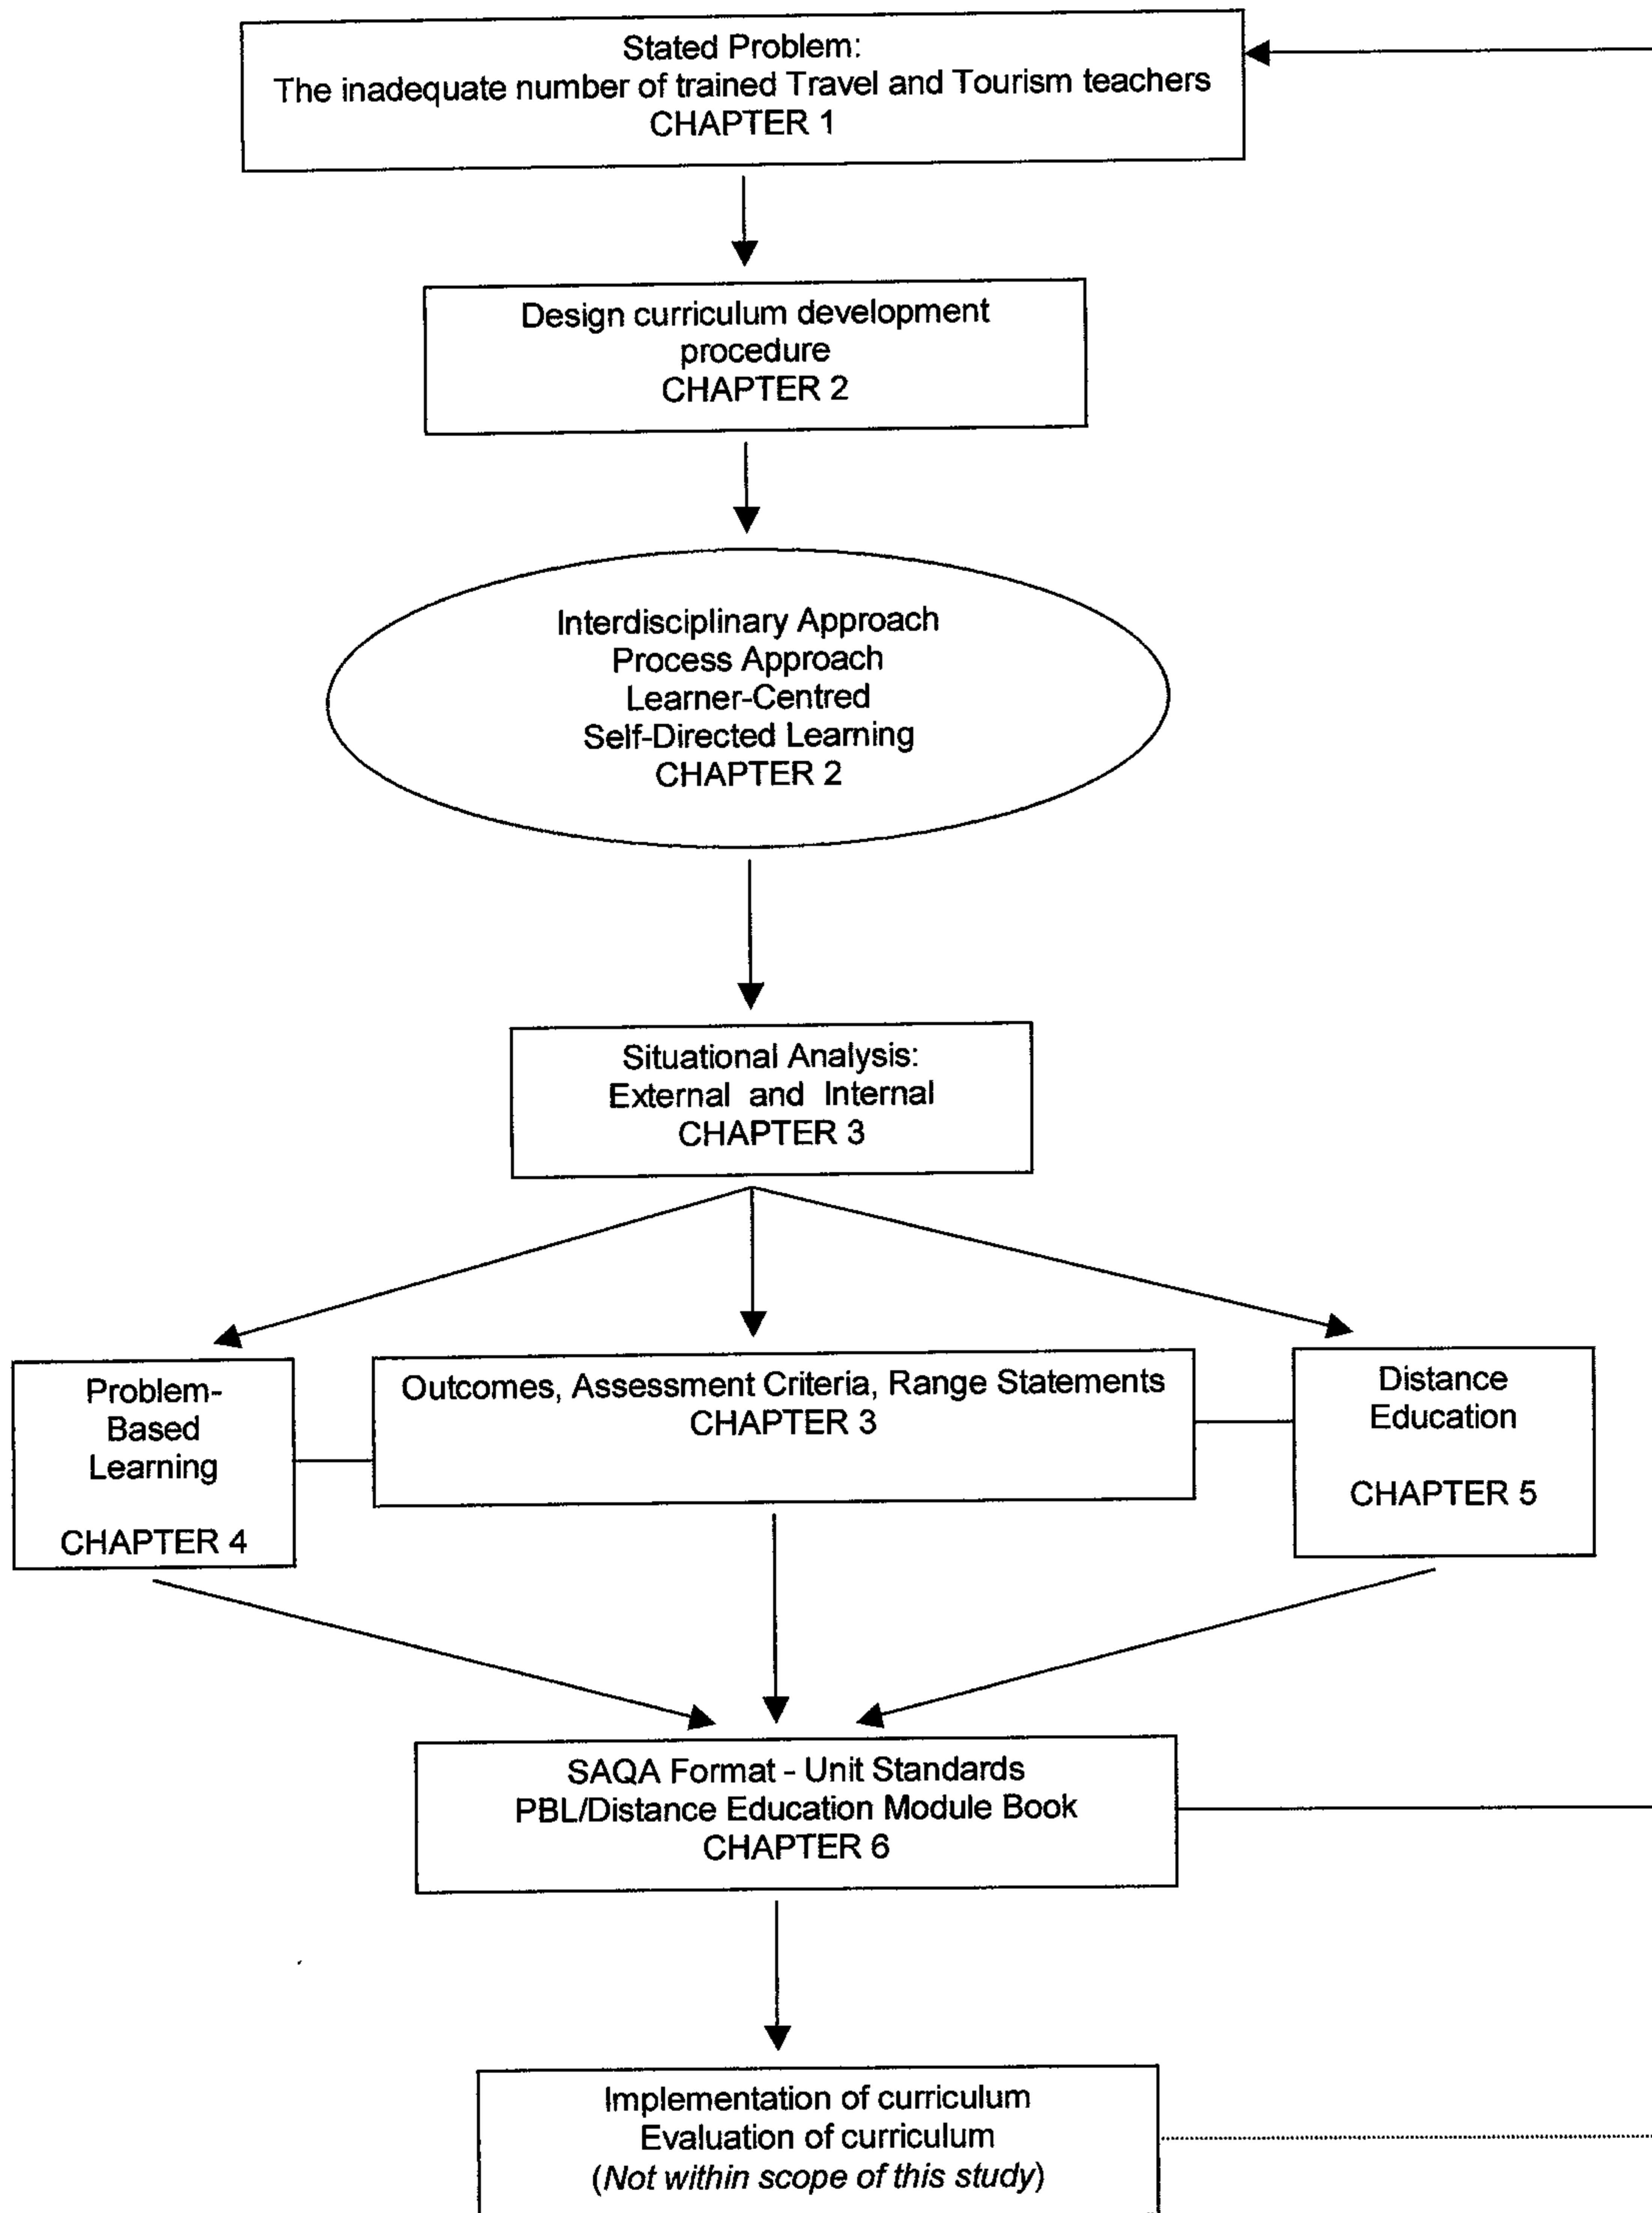 Stated Problem:
The inadequate number of trained Travel and Tourism teachers
CHAPTER 1
Design curriculum development
procedure
CHAPTER 2
Interdisciplinary Approach
Process Approach
Learner-Centred
Self-Directed Learning
CHAPTER 2
Situational Analysis:
External and Internal
CHAPTER 3
Problem-
Based
Learning
CHAPTER 4
Outcomes, Assessment Criteria, Range Statements
CHAPTER 3
Distance
Education
CHAPTER 5
SAQA Format - Unit Standards
PBL/Distance Education Module Book
CHAPTER 6
Implementation of curriculum
Evaluation of curriculum
(Not within scope of this study)